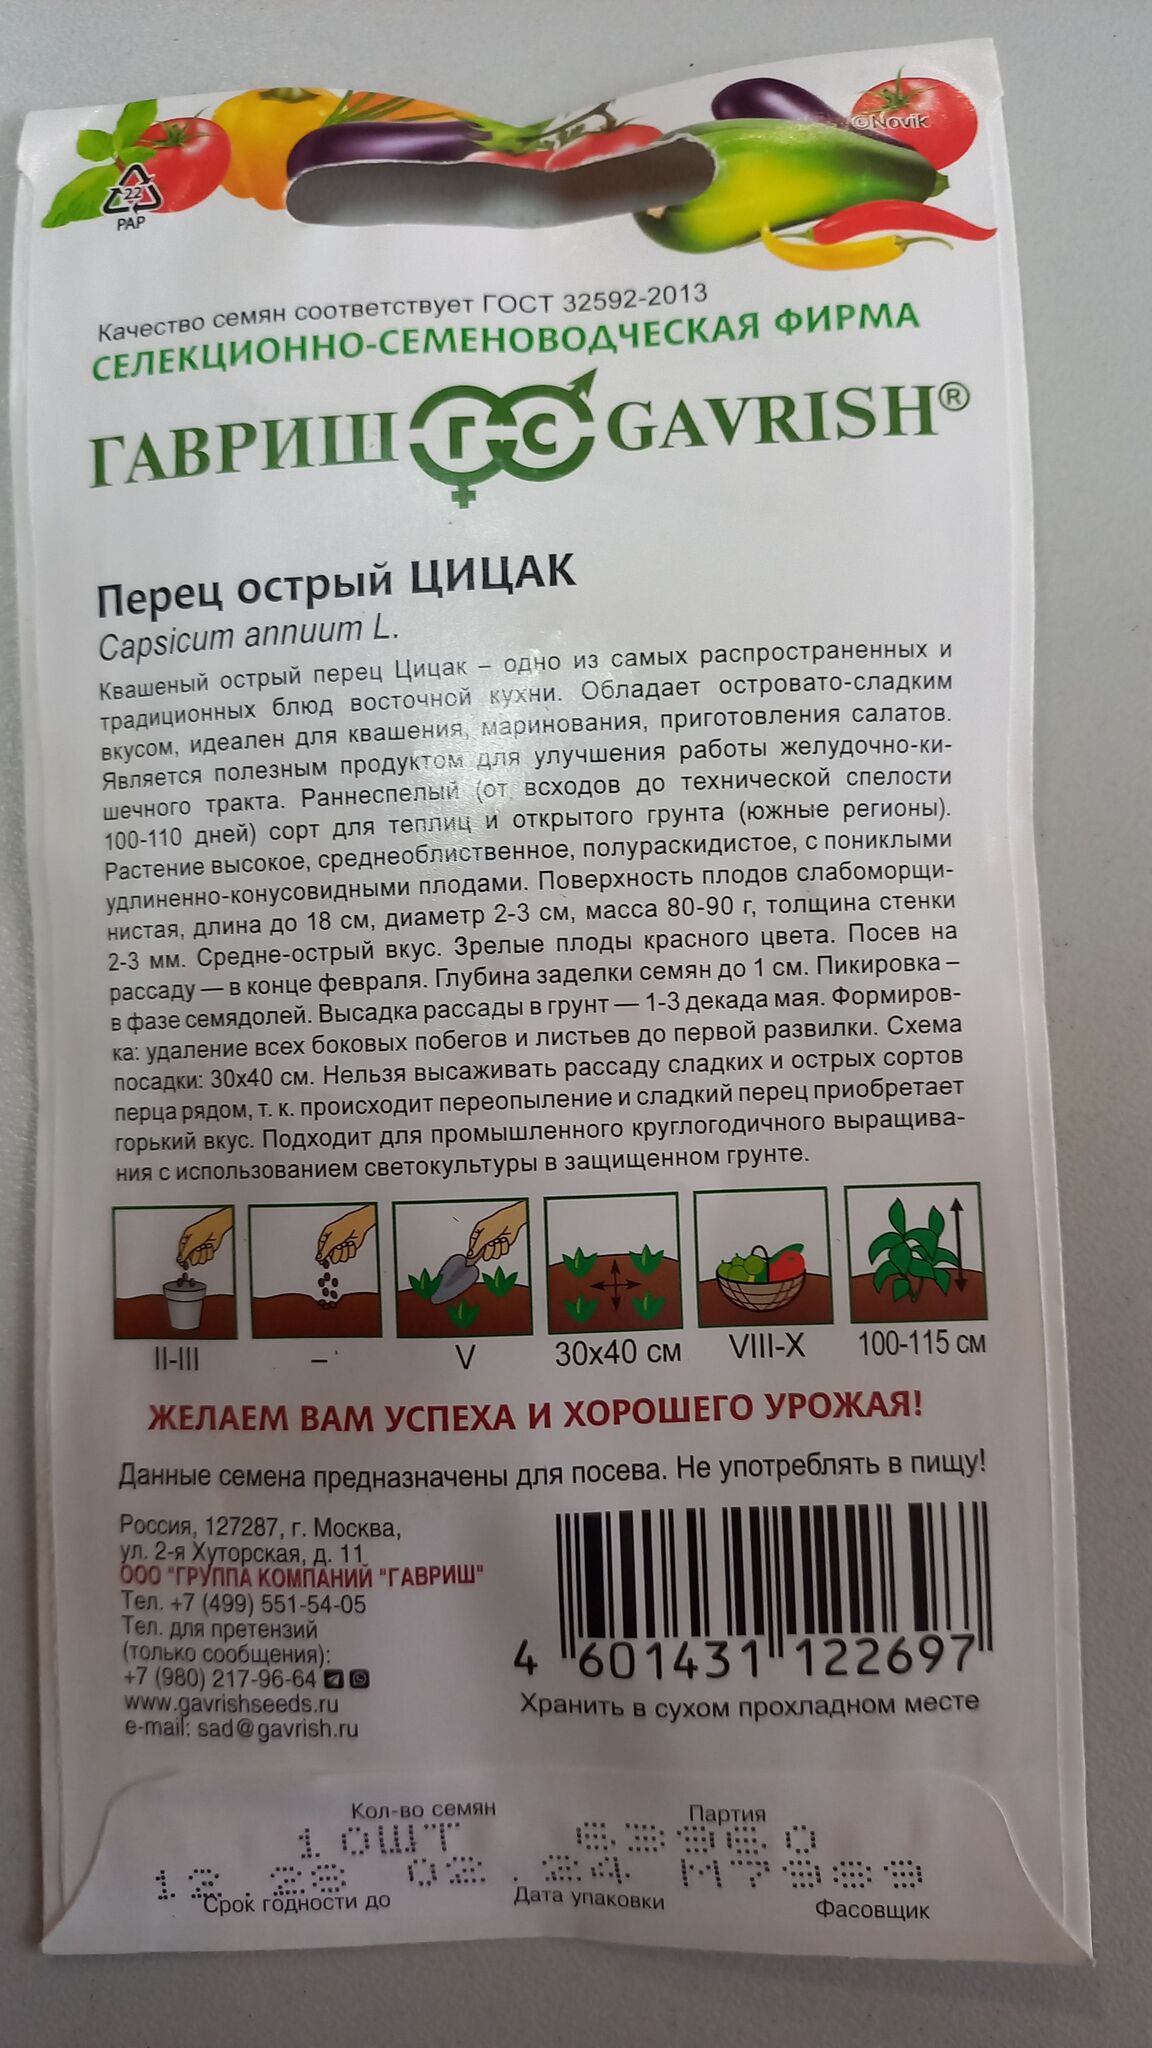 ©Novik
22
PAP
Качество семян соответствует ГОСТ 32592-2013
СЕЛЕКЦИОННО-СЕМЕНОВОДЧЕСКАЯ ФИРМА
ГАВРИШ ГС GAVRISH®
Перец острый ЦИЦАК
Capsicum annuum L.
Квашеный острый перец Цицак – одно из самых распространенных и
традиционных блюд восточной кухни. Обладает островато-сладким
вкусом, идеален для квашения, маринования, приготовления салатов.
Является полезным продуктом для улучшения работы желудочно-ки-
шечного тракта. Раннеспелый (от всходов до технической спелости
100-110 дней) сорт для теплиц и открытого грунта (южные регионы).
Растение высокое, среднеоблиственное, полураскидистое, с пониклыми
удлиненно-конусовидными плодами. Поверхность плодов слабоморщи-
нистая, длина до 18 см, диаметр 2-3 см, масса 80-90 г, толщина стенки
2-3 мм. Средне-острый вкус. Зрелые плоды красного цвета. Посев на
рассаду — в конце февраля. Глубина заделки семян до 1 см. Пикировка –
в фазе семядолей. Высадка рассады в грунт — 1-3 декада мая. Формиров-
ка: удаление всех боковых побегов и листьев до первой развилки. Схема
посадки: 30х40 см. Нельзя высаживать рассаду сладких и острых сортов
перца рядом, т. к. происходит переопыление и сладкий перец приобретает
горький вкус. Подходит для промышленного круглогодичного выращива-
ния с использованием светокультуры в защищенном грунте.
II-III – V 30х40 см VIII-X 100-115 см
ЖЕЛАЕМ ВАМ УСПЕХА И ХОРОШЕГО УРОЖАЯ!
Данные семена предназначены для посева. Не употреблять в пищу!
Россия, 127287, г. Москва,
ул. 2-я Хуторская, д. 11
ООО "ГРУППА КОМПАНИЙ "ГАВРИШ"
Тел. +7 (499) 551-54-05
Тел. для претензий
(только сообщения):
+7 (980) 217-96-64
www.gavrishseeds.ru
e-mail: sad@gavrish.ru
4 601431 122697
Хранить в сухом прохладном месте
Кол-во семян Партия
10ШТ
12.28 02.24
Срок годности до Дата упаковки Фасовщик